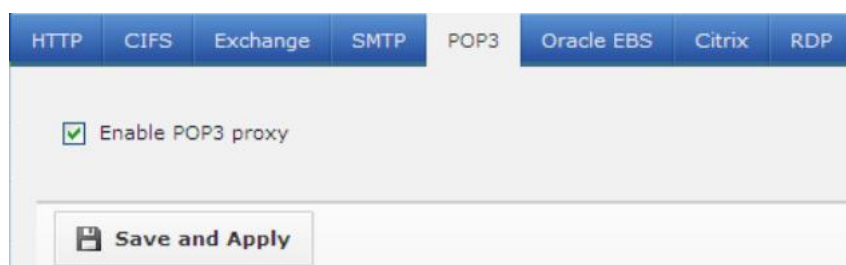 HTTP CIFS Exchange SMTP POP3 Oracle EBS Citrix RDP
Enable POP3 proxy
Save and Apply